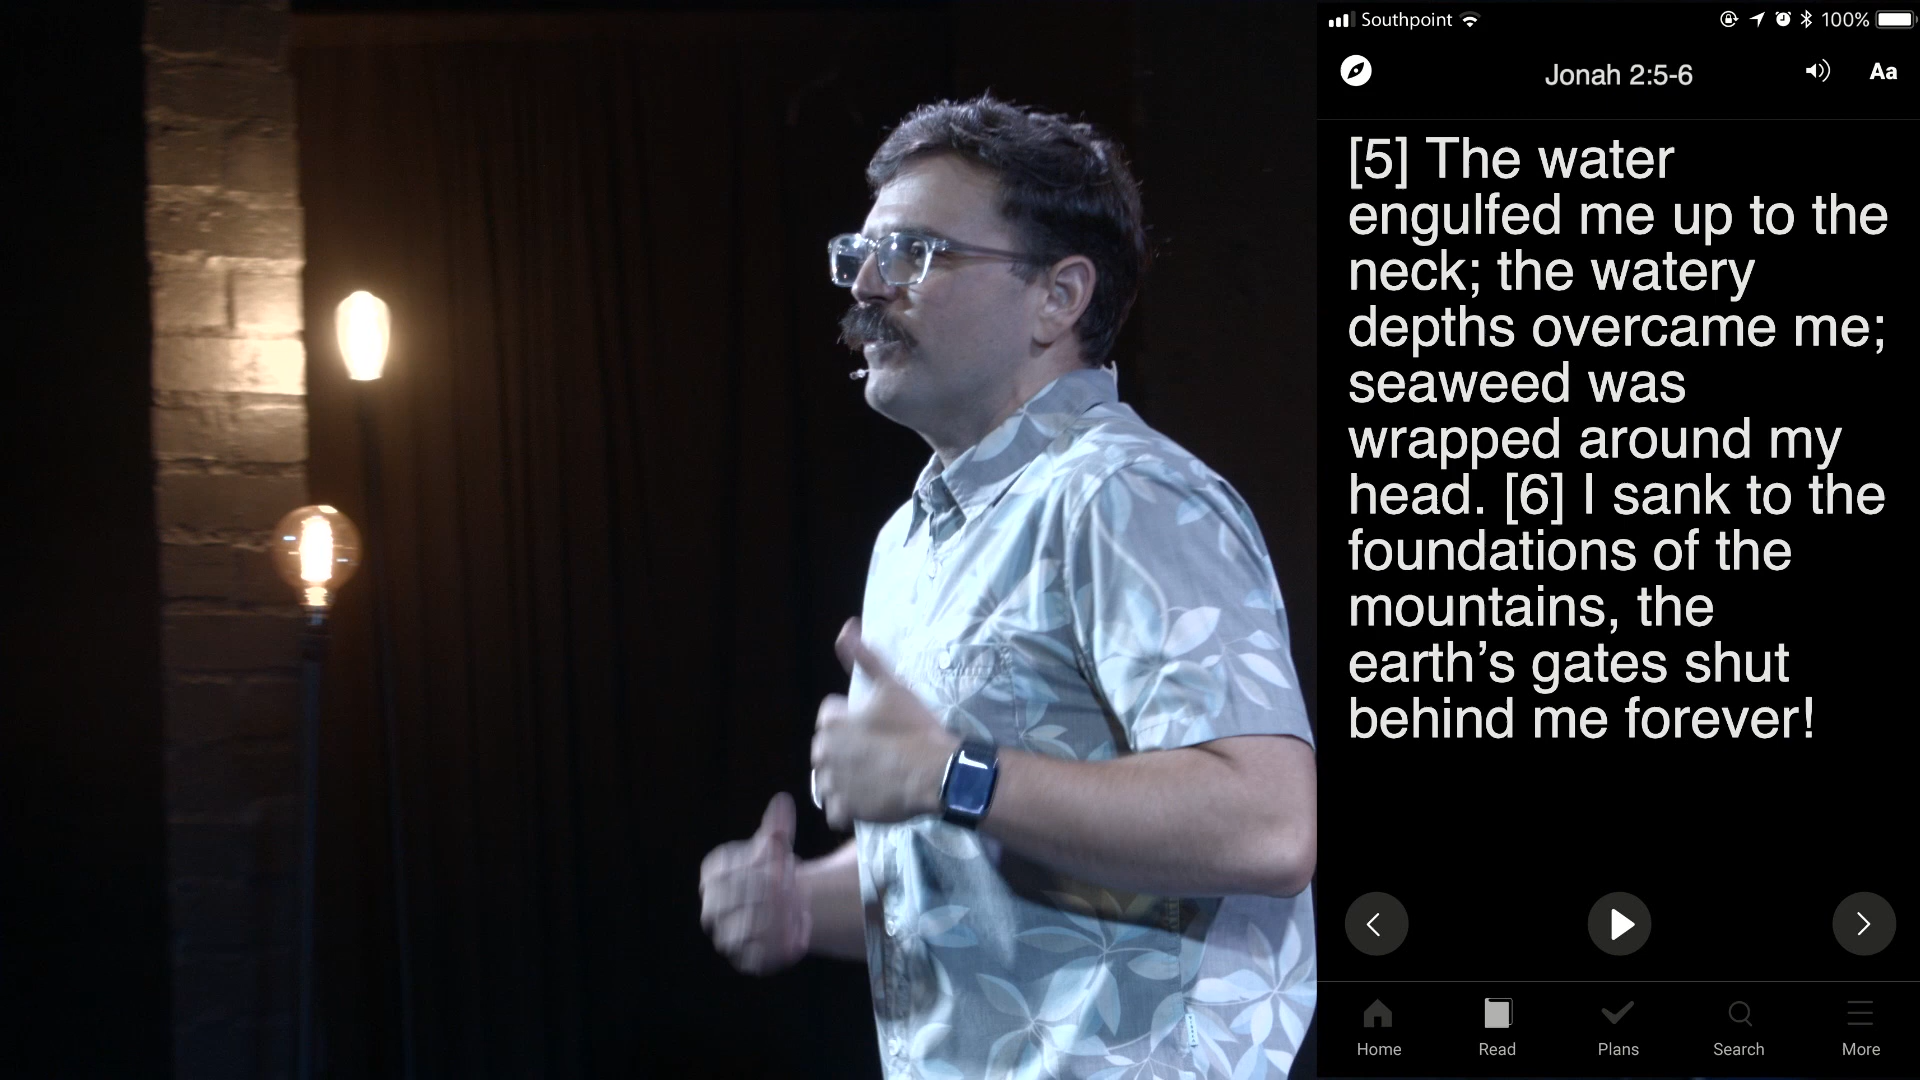 Southpoint 100%
Jonah 2:5-6
Aa
[5] The water
engulfed me up to the
neck; the watery
depths overcame me;
seaweed was
wrapped around my
head. [6] I sank to the
foundations of the
mountains, the
earth’s gates shut
behind me forever!
Home Read Plans Search More